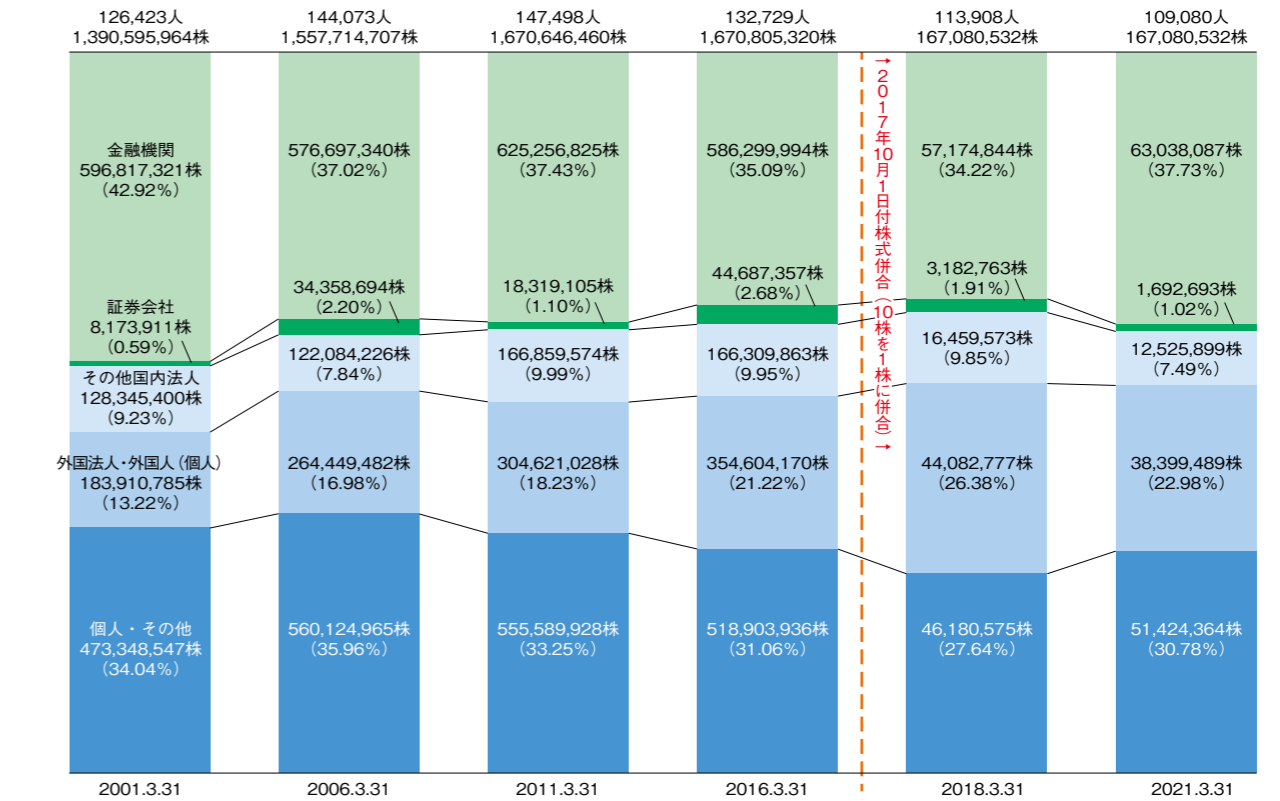 126,423人
1,390,595,964株
144,073人
1,557,714,707株
147,498人
1,670,646,460株
132,729人
1,670,805,320株
113,908人
167,080,532株
109,080人
167,080,532株
金融機関
596,817,321株
(42.92%)
576,697,340株
(37.02%)
625,256,825株
(37.43%)
586,299,994株
(35.09%)
→2017年10月1日付株式併合(10株を1株に併合)→
57,174,844株
(34.22%)
63,038,087株
(37.73%)
証券会社
8,173,911株
(0.59%)
34,358,694株
(2.20%)
18,319,105株
(1.10%)
44,687,357株
(2.68%)
3,182,763株
(1.91%)
1,692,693株
(1.02%)
その他国内法人
128,345,400株
(9.23%)
122,084,226株
(7.84%)
166,859,574株
(9.99%)
166,309,863株
(9.95%)
16,459,573株
(9.85%)
12,525,899株
(7.49%)
外国法人・外国人(個人)
183,910,785株
(13.22%)
264,449,482株
(16.98%)
304,621,028株
(18.23%)
354,604,170株
(21.22%)
44,082,777株
(26.38%)
38,399,489株
(22.98%)
個人・その他
473,348,547株
(34.04%)
560,124,965株
(35.96%)
555,589,928株
(33.25%)
518,903,936株
(31.06%)
46,180,575株
(27.64%)
51,424,364株
(30.78%)
2001.3.31
2006.3.31
2011.3.31
2016.3.31
2018.3.31
2021.3.31